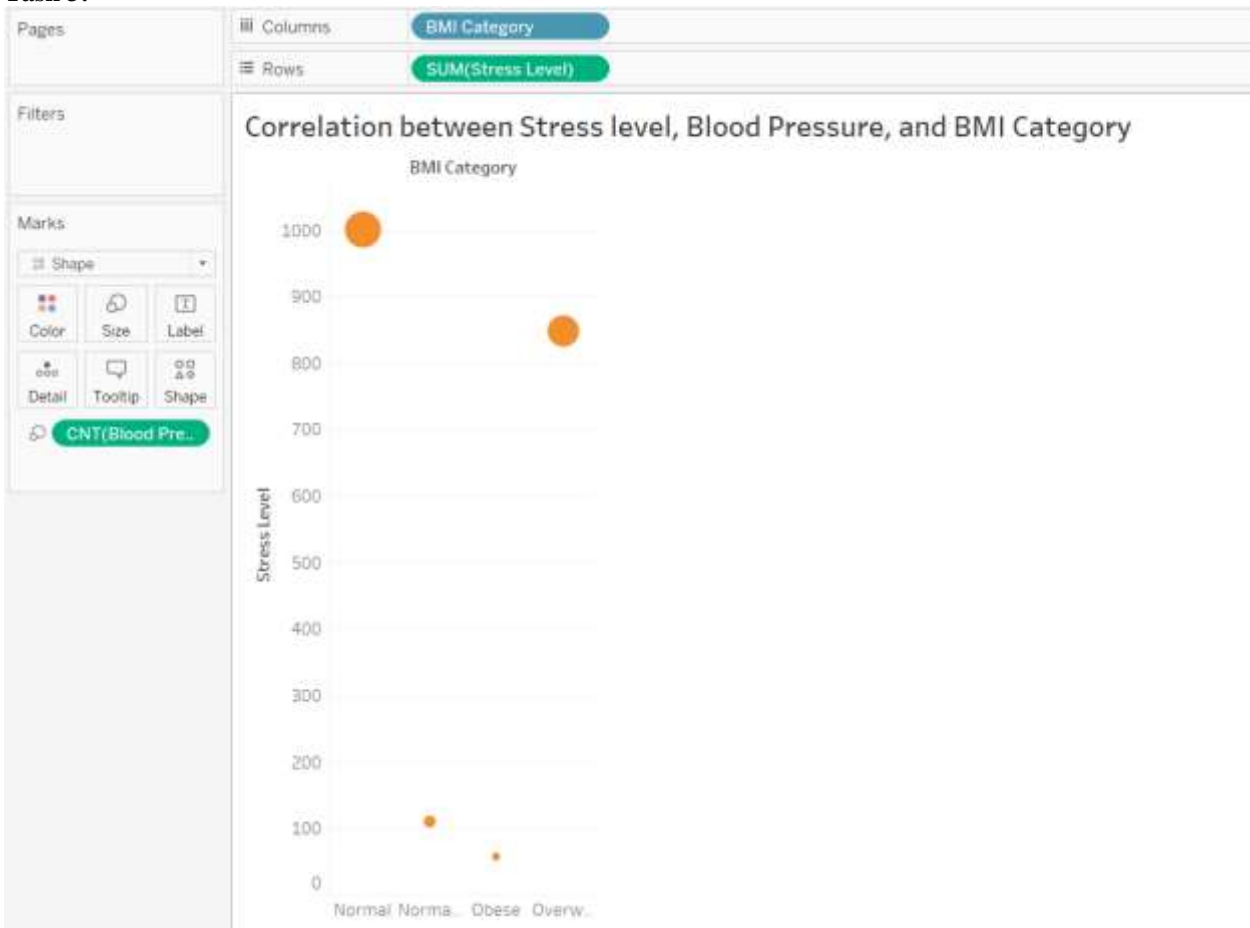 Pages
Columns
BMI Category
Rows
SUM(Stress Level)
Filters
Correlation between Stress level, Blood Pressure, and BMI Category
BMI Category
Marks
Shape
Color
Size
Label
Detail
Tooltip
Shape
CNT(Blood Pre..
Stress Level
1000
900
800
700
600
500
400
300
200
100
0
Normal Norma.. Obese Overw..